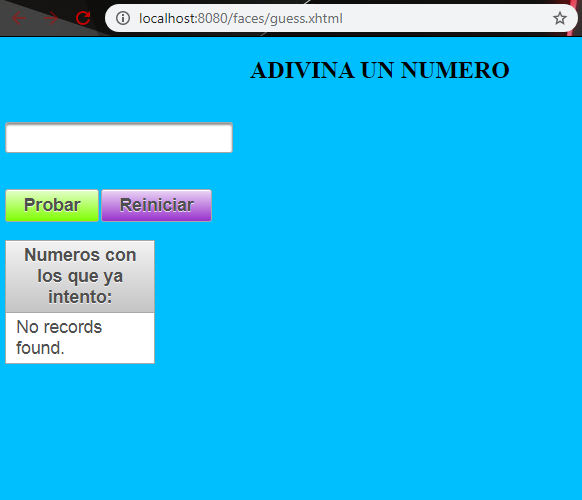 localhost:8080/faces/guess.xhtml
ADIVINA UN NUMERO
Probar Reiniciar
Numeros con
los que ya
intento:
No records
found.